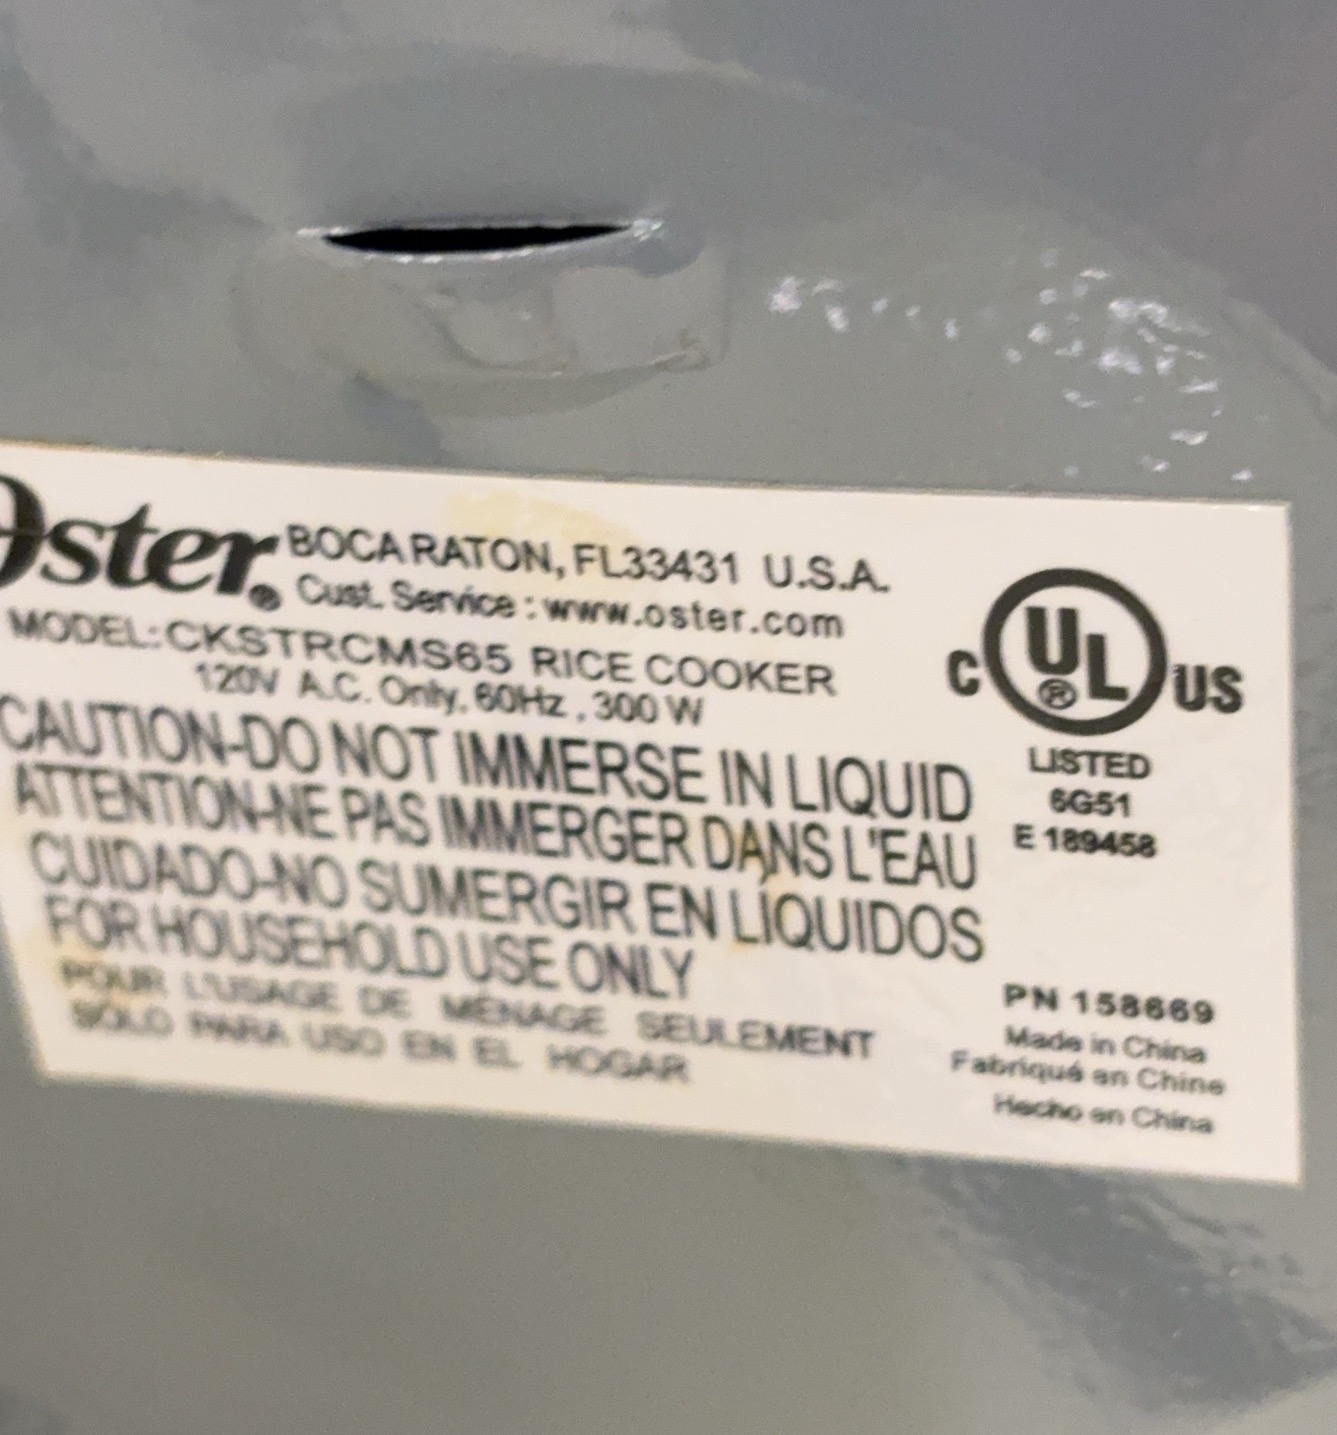 Oster®
BOCA RATON, FL33431 U.S.A.
Cust. Service : www.oster.com
MODEL:CKSTRCMS65 RICE COOKER
120V A.C. Only, 60Hz , 300 W
CAUTION-DO NOT IMMERSE IN LIQUID
ATTENTION-NE PAS IMMERGER DANS L'EAU
CUIDADO-NO SUMERGIR EN LÍQUIDOS
FOR HOUSEHOLD USE ONLY
POUR L'USAGE DE MÉNAGE SEULEMENT
SOLO PARA USO EN EL HOGAR
C UL® US
LISTED
6G51
E 189458
PN 158669
Made in China
Fabriqué en Chine
Hecho en China